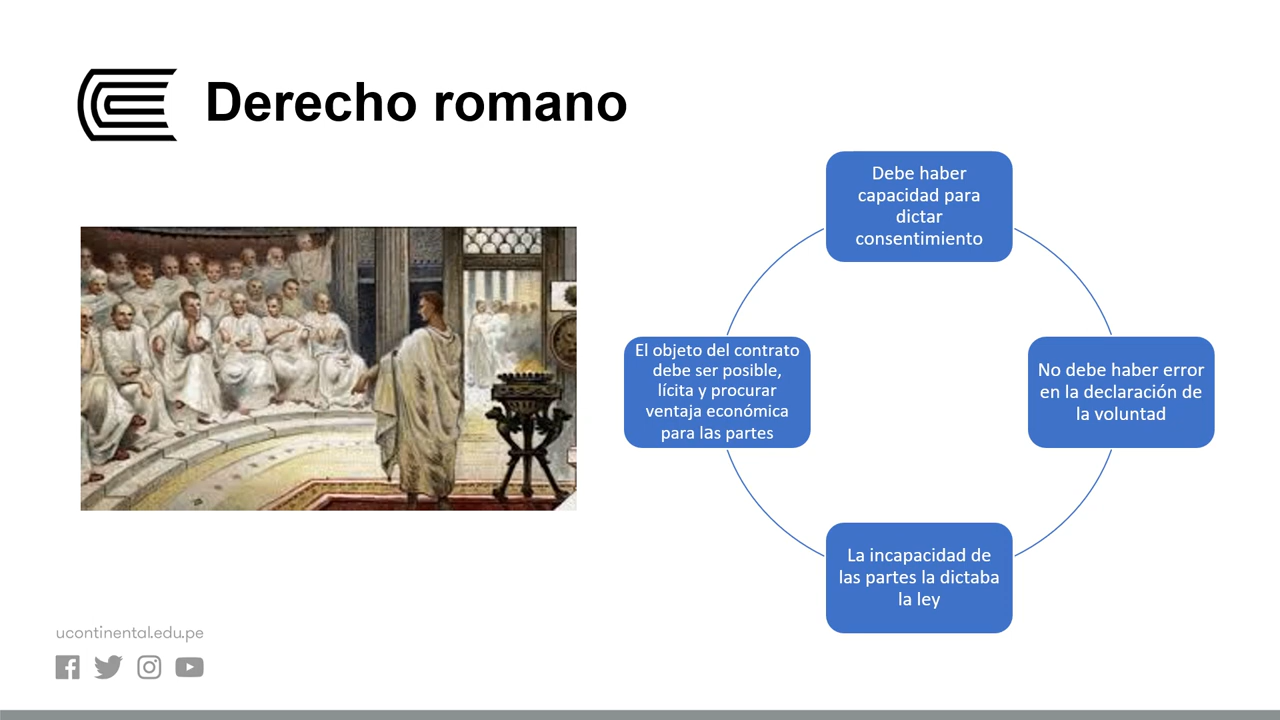 Derecho romano
Debe haber
capacidad para
dictar
consentimiento
El objeto del contrato
debe ser posible,
lícita y procurar
ventaja económica
para las partes
No debe haber error
en la declaración de
la voluntad
La incapacidad de
las partes la dictaba
la ley
ucontinental.edu.pe